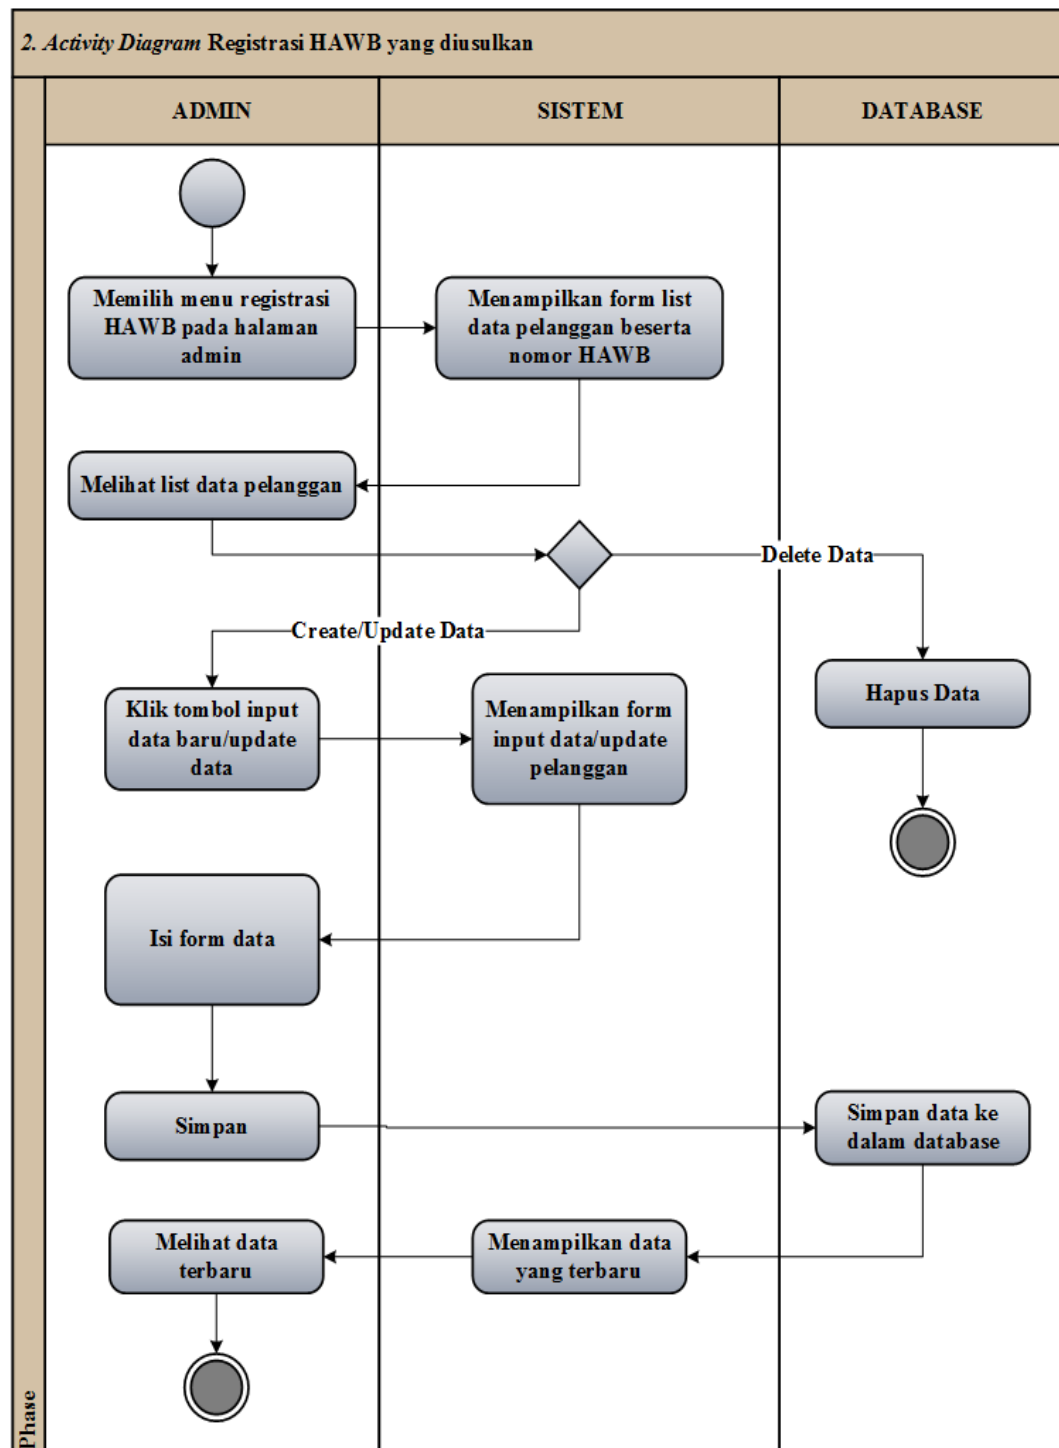 2. Activity Diagram Registrasi HAWB yang diusulkan
ADMIN
SISTEM
DATABASE
Memilih menu registrasi
HAWB pada halaman
admin
Menampilkan form list
data pelanggan beserta
nomor HAWB
Melihat list data pelanggan
Delete Data
Create/Update Data
Klik tombol input
data baru/update
data
Menampilkan form
input data/update
pelanggan
Hapus Data
Isi form data
Simpan
Simpan data ke
dalam database
Melihat data
terbaru
Menampilkan data
yang terbaru
Phase